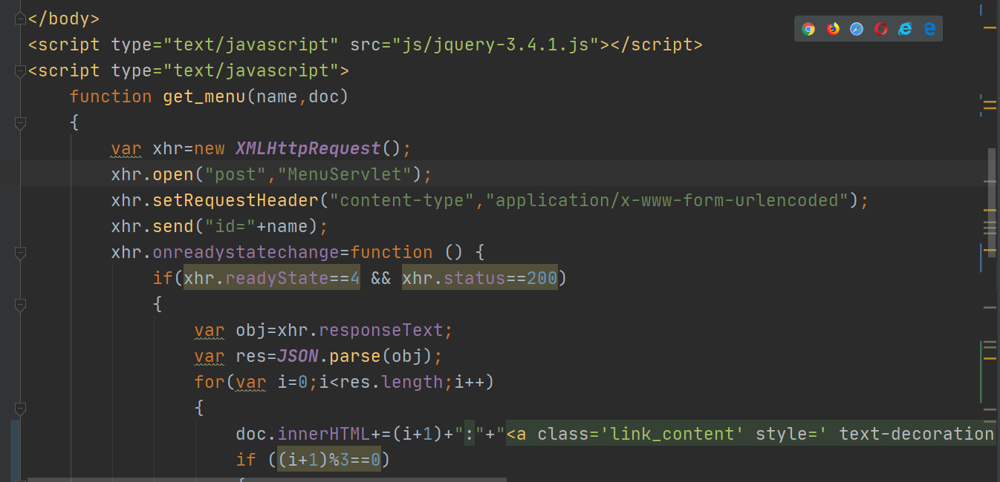 </body>
<script type="text/javascript" src="js/jquery-3.4.1.js"></script>
<script type="text/javascript">
    function get_menu(name,doc)
    {
        var xhr=new XMLHttpRequest();
        xhr.open("post","MenuServlet");
        xhr.setRequestHeader("content-type","application/x-www-form-urlencoded");
        xhr.send("id="+name);
        xhr.onreadystatechange=function () {
            if(xhr.readyState==4 && xhr.status==200)
            {
                var obj=xhr.responseText;
                var res=JSON.parse(obj);
                for(var i=0;i<res.length;i++)
                {
                    doc.innerHTML+=(i+1)+":"+"<a class='link_content' style=' text-decoration
                    if ((i+1)%3==0)
                    {